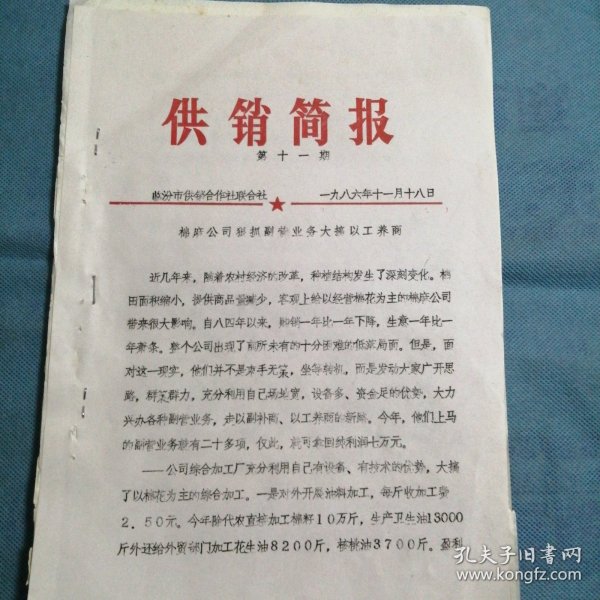 供销简报
第十一期
临汾市供销合作社联合社 一九八六年十一月十八日
棉麻公司狠抓副营业务大搞以工养商
近几年来，随着农村经济的改革，种植结构发生了深刻变化。棉
田面积缩小，提供商品量减少，客观上给以经营棉花为主的棉麻公司
带来很大影响。自八四年以来，购销一年比一年下降，生意一年比一
年萧条。整个公司出现了前所未有的十分困难的低落局面。但是，面
对这一现实，他们并不是束手无策，坐等转机，而是发动大家广开思
路，群策群力，充分利用自己场地宽，设备多、资金足的优势，大力
兴办各种副营业务，走以副补商、以工养商的新路。今年，他们上马
的副营业务就有二十多项，仅此，就可拿回纯利润七万元。
——公司综合加工厂充分利用自己有设备、有技术的优势，大搞
了以棉花为主的综合加工。一是对外开展油料加工，每斤收加工费
2.50元。今年除代农直接加工棉籽10万斤，生产卫生油13000
斤外还给外贸部门加工花生油8200斤，核桃油3700斤。盈利
孔夫子旧书网
www.kongfz.com